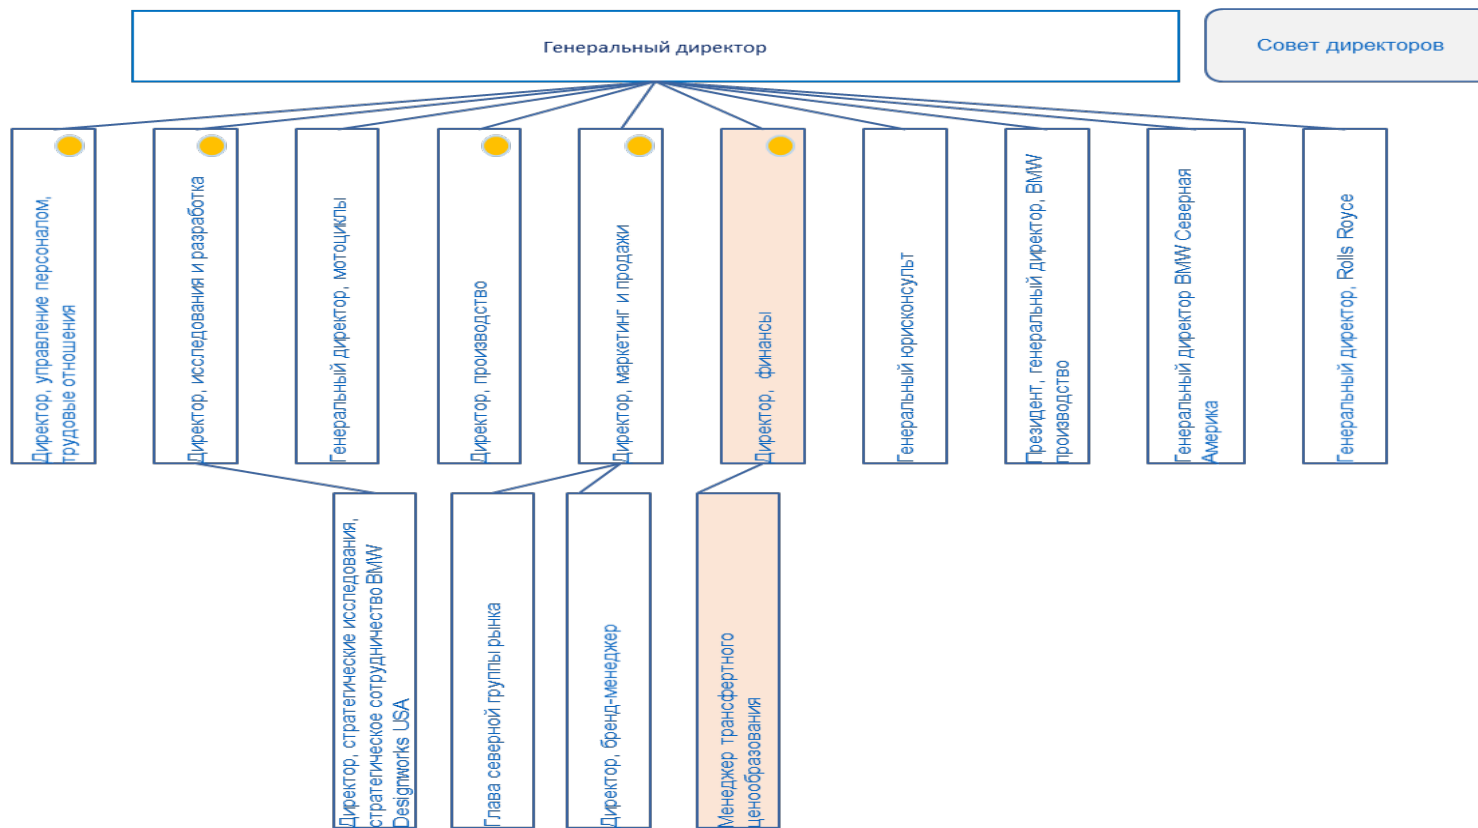 Генеральный директор
Совет директоров
Директор, управление персоналом,
трудовые отношения
Директор, исследования и разработка
Генеральный директор, мотоциклы
Директор, производство
Директор, маркетинг и продажи
Директор, финансы
Генеральный юрисконсульт
Президент, генеральный директор, BMW
производство
Генеральный директор BMW Северная
Америка
Генеральный директор, Rolls Royce
Директор, стратегические исследования,
стратегическое сотрудничество BMW
Designworks USA
Глава северной группы рынка
Директор, бренд-менеджер
Менеджер трансфертного
ценообразования